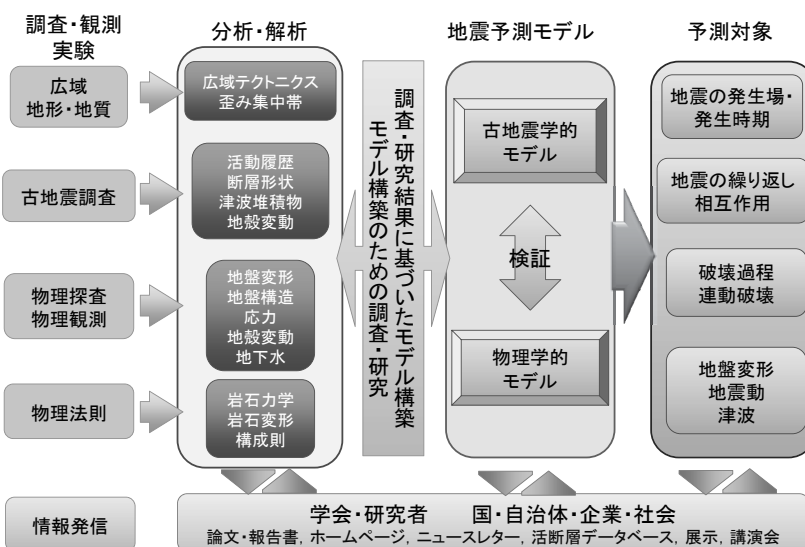 調査・観測
実験
広域
地形・地質
古地震調査
物理探査
物理観測
物理法則
情報発信
分析・解析
広域テクトニクス
歪み集中帯
活動履歴
断層形状
津波堆積物
地殻変動
地盤変形
地盤構造
応力
地殻変動
地下水
岩石力学
岩石変形
構成則
調査・研究結果に基づいたモデル構築
モデル構築のための調査・研究
地震予測モデル
古地震学的
モデル
検証
物理学的
モデル
予測対象
地震の発生場・
発生時期
地震の繰り返し
相互作用
破壊過程
連動破壊
地盤変形
地震動
津波
学会・研究者 国・自治体・企業・社会
論文・報告書, ホームページ, ニュースレター, 活断層データベース, 展示, 講演会